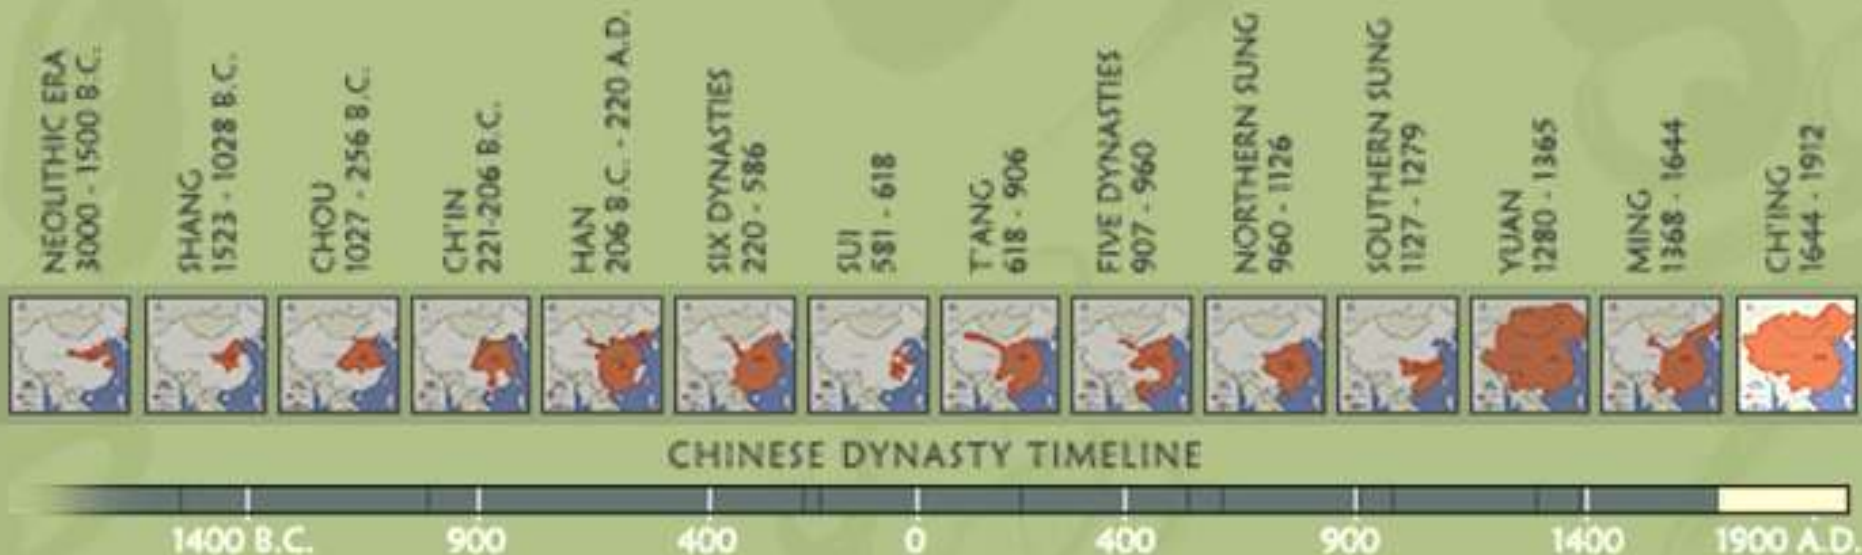 NEOLITHIC ERA
3000 - 1500 B.C.
SHANG
1523 - 1028 B.C.
CHOU
1027 - 256 B.C.
CH'IN
221-206 B.C.
HAN
206 B.C. - 220 A.D.
SIX DYNASTIES
220 - 586
SUI
581 - 618
T'ANG
618 - 906
FIVE DYNASTIES
907 - 960
NORTHERN SUNG
960 - 1126
SOUTHERN SUNG
1127 - 1279
YUAN
1280 - 1365
MING
1368 - 1644
CH'ING
1644 - 1912
CHINESE DYNASTY TIMELINE
1400 B.C. 900 400 0 400 900 1400 1900 A.D.